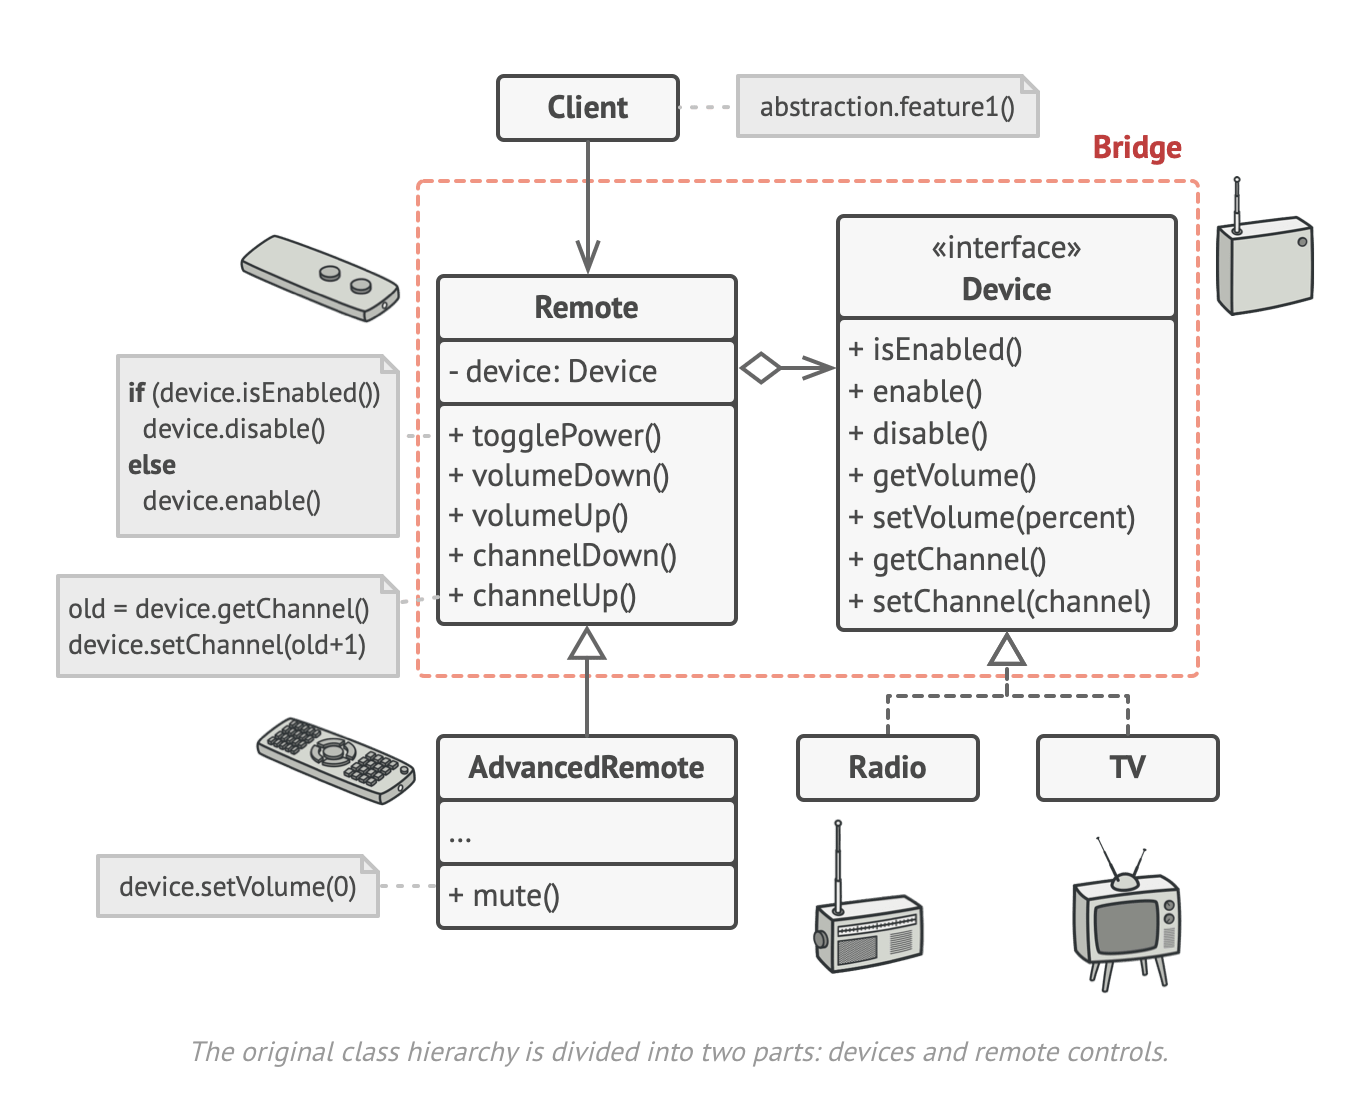 Client
abstraction.feature1()
Bridge
«interface»
Device
+ isEnabled()
+ enable()
+ disable()
+ getVolume()
+ setVolume(percent)
+ getChannel()
+ setChannel(channel)
Remote
- device: Device
+ togglePower()
+ volumeDown()
+ volumeUp()
+ channelDown()
+ channelUp()
if (device.isEnabled())
device.disable()
else
device.enable()
old = device.getChannel()
device.setChannel(old+1)
AdvancedRemote
...
+ mute()
device.setVolume(0)
Radio
TV
The original class hierarchy is divided into two parts: devices and remote controls.